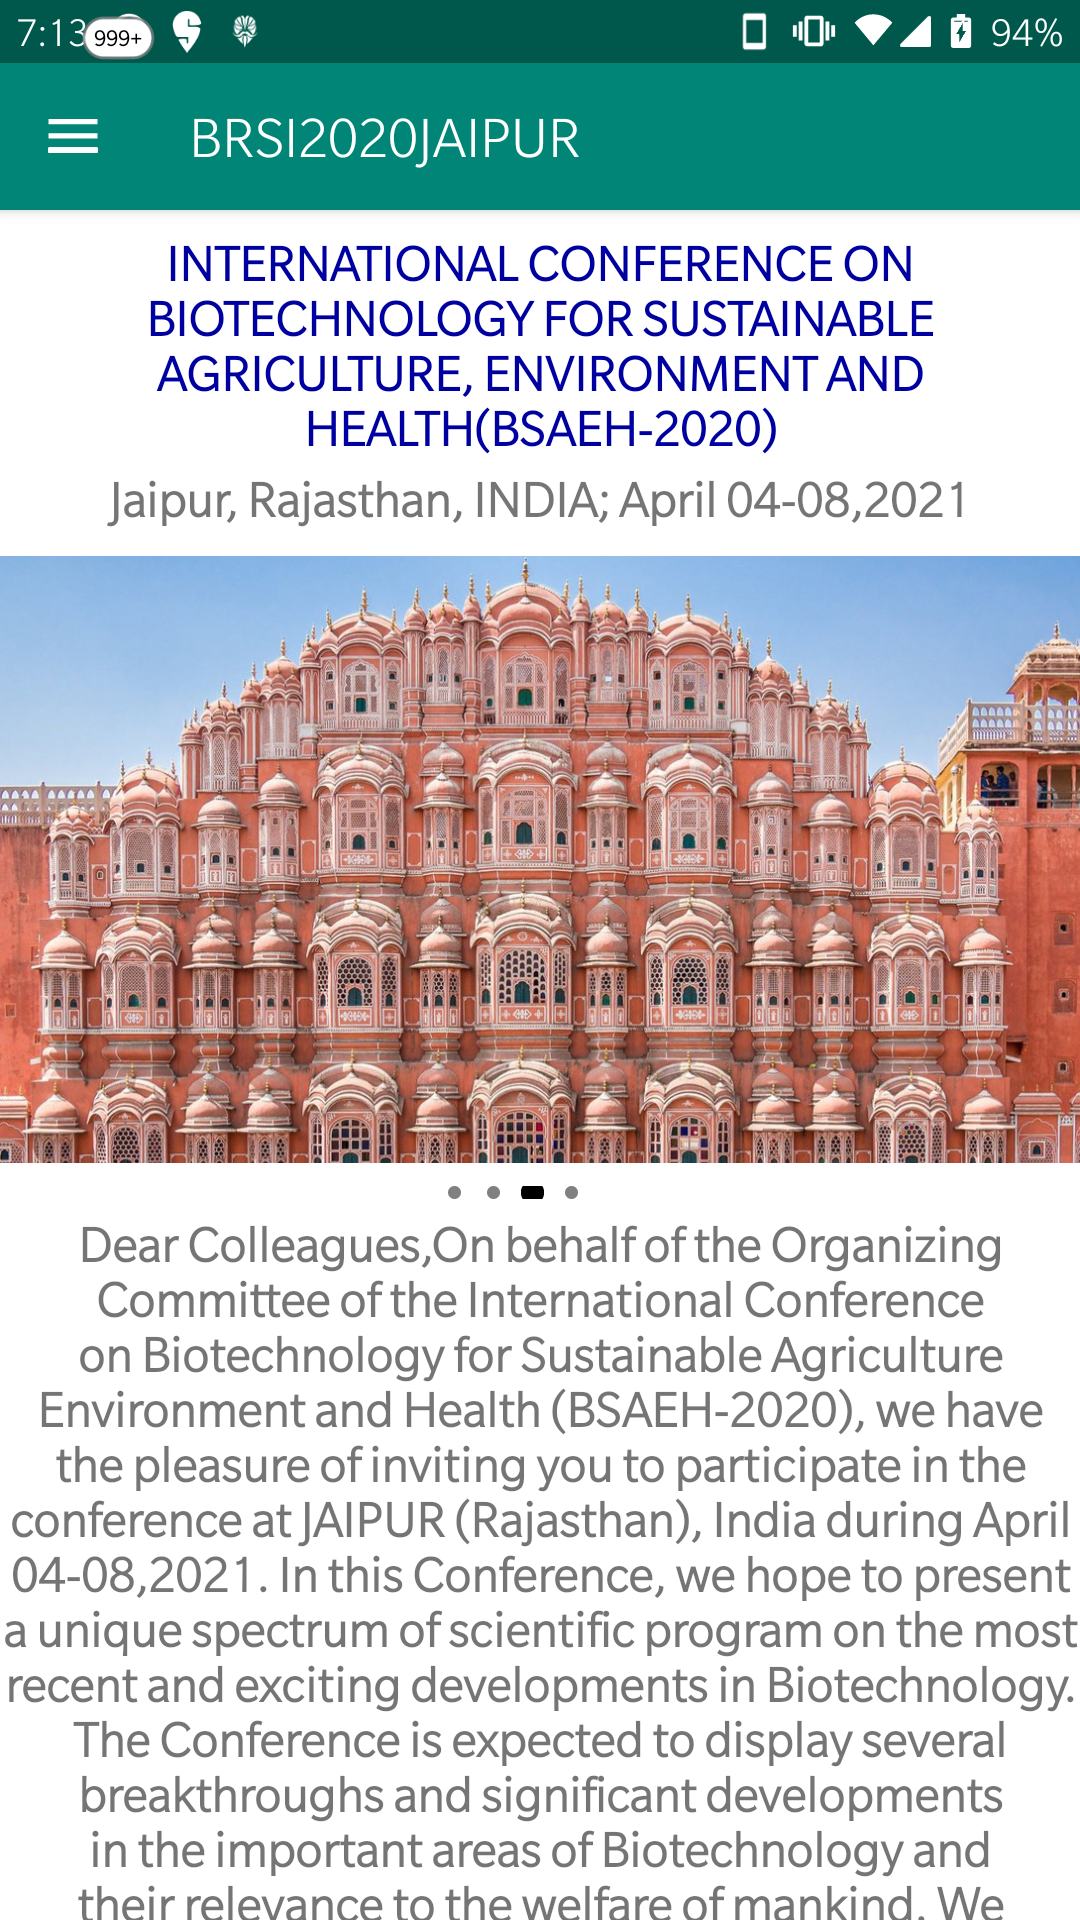 7:13
999+
94%
BRSI2020JAIPUR
INTERNATIONAL CONFERENCE ON
BIOTECHNOLOGY FOR SUSTAINABLE
AGRICULTURE, ENVIRONMENT AND
HEALTH(BSAEH-2020)
Jaipur, Rajasthan, INDIA; April 04-08,2021
Dear Colleagues,On behalf of the Organizing
Committee of the International Conference
on Biotechnology for Sustainable Agriculture
Environment and Health (BSAEH-2020), we have
the pleasure of inviting you to participate in the
conference at JAIPUR (Rajasthan), India during April
04-08,2021. In this Conference, we hope to present
a unique spectrum of scientific program on the most
recent and exciting developments in Biotechnology.
The Conference is expected to display several
breakthroughs and significant developments
in the important areas of Biotechnology and
their relevance to the welfare of mankind. We